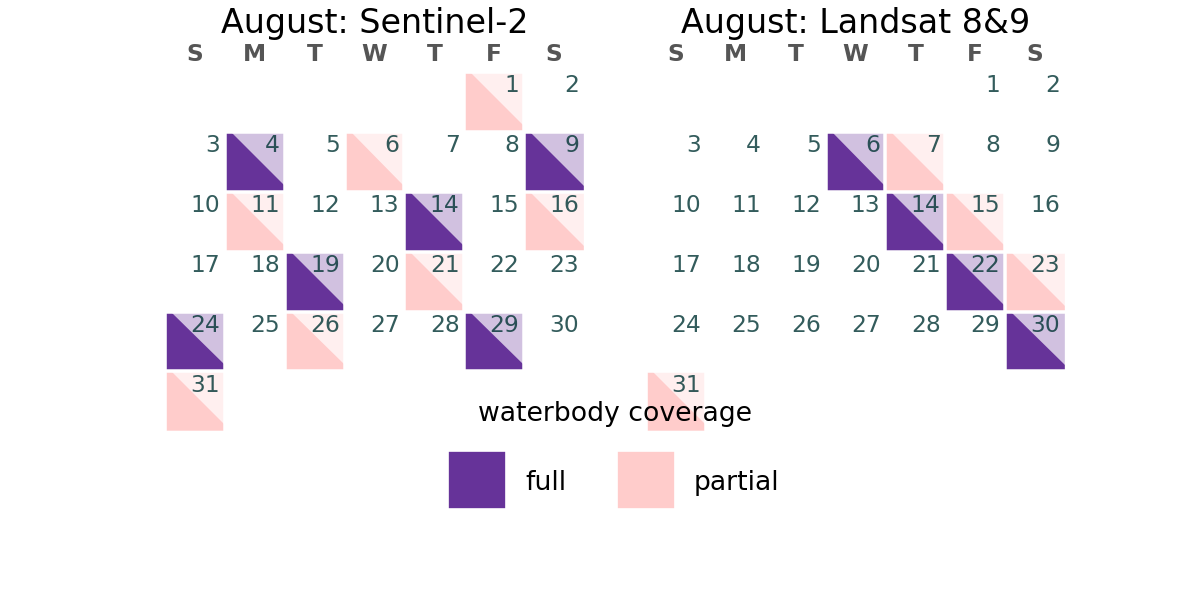 August: Sentinel-2
S M T W T F S
1 2
3 4 5 6 7 8 9
10 11 12 13 14 15 16
17 18 19 20 21 22 23
24 25 26 27 28 29 30
31
August: Landsat 8&9
S M T W T F S
1 2
3 4 5 6 7 8 9
10 11 12 13 14 15 16
17 18 19 20 21 22 23
24 25 26 27 28 29 30
31
waterbody coverage
full
partial